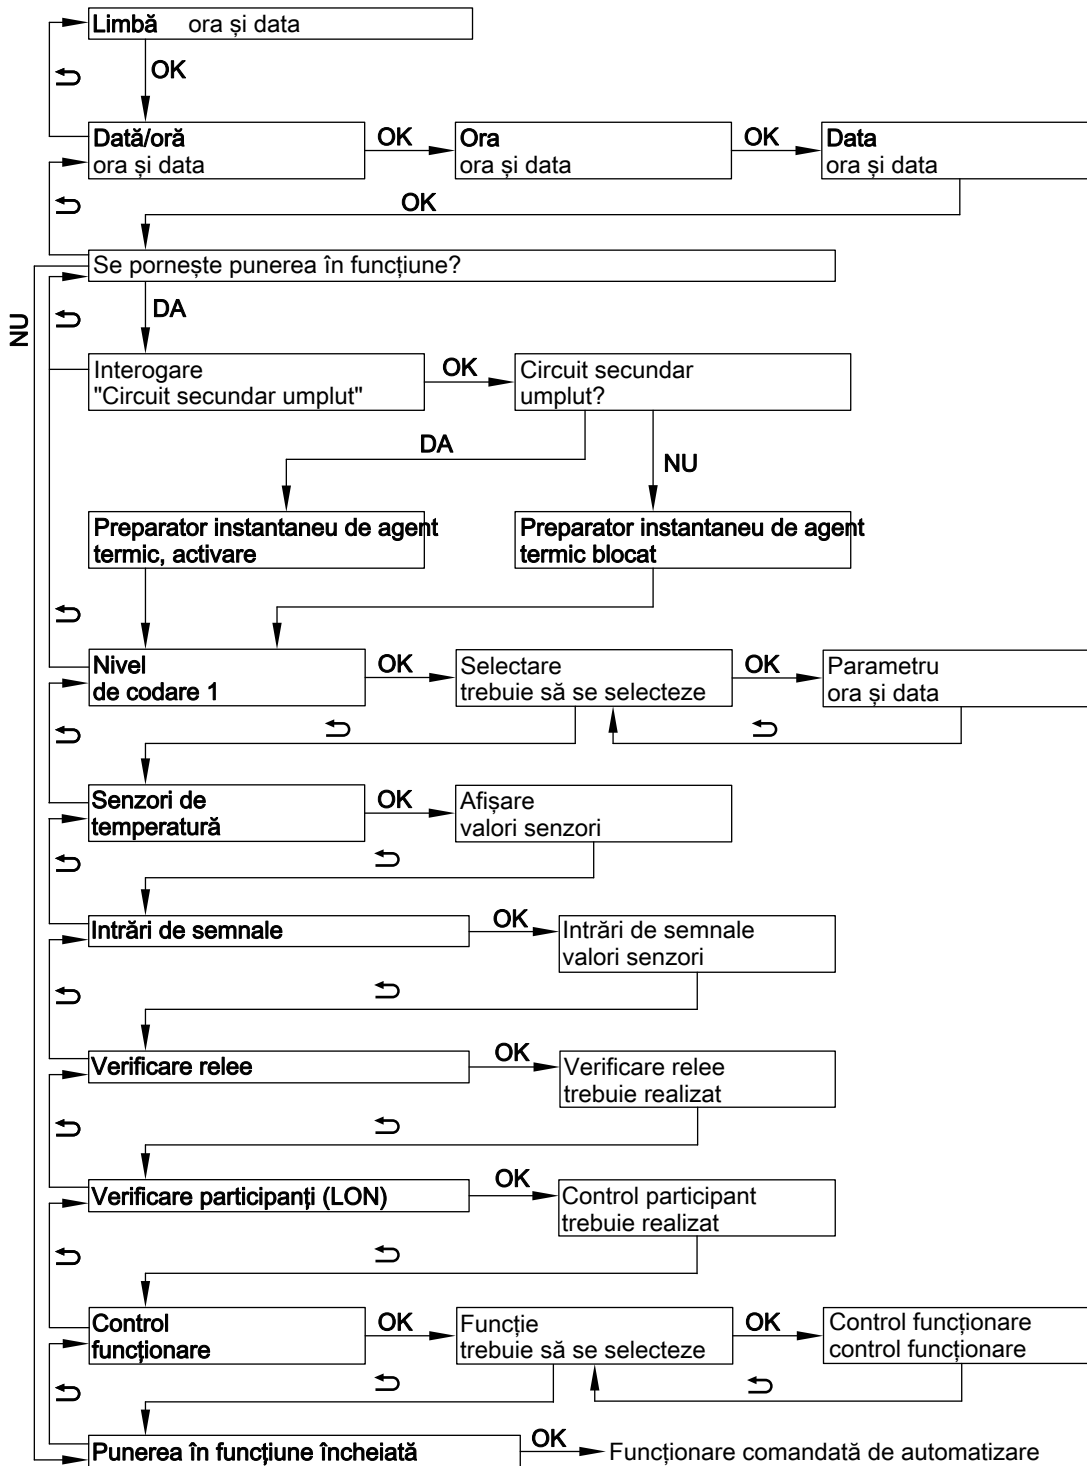 Limbă ora și data
OK
Dată/oră
ora și data
OK
Ora
ora și data
OK
Data
ora și data
OK
Se pornește punerea în funcțiune?
NU
DA
Interogare
"Circuit secundar umplut"
OK
Circuit secundar
umplut?
DA
NU
Preparator instantaneu de agent
termic, activare
Preparator instantaneu de agent
termic blocat
Nivel
de codare 1
OK
Selectare
trebuie să se selecteze
OK
Parametru
ora și data
Senzori de
temperatură
OK
Afișare
valori senzori
Intrări de semnale
OK
Intrări de semnale
valori senzori
Verificare relee
OK
Verificare relee
trebuie realizat
Verificare participanți (LON)
OK
Control participant
trebuie realizat
Control
funcționare
OK
Funcție
trebuie să se selecteze
OK
Control funcționare
control funcționare
Punerea în funcțiune încheiată
OK
Funcționare comandată de automatizare